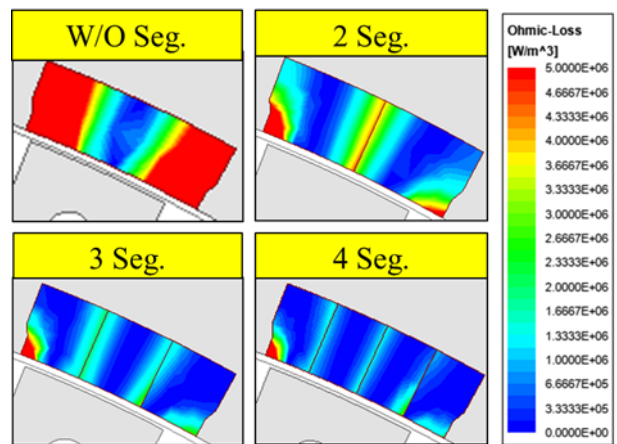 W/O Seg.
2 Seg.
3 Seg.
4 Seg.
Ohmic-Loss
[W/m^3]
5.0000E+06
4.6667E+06
4.3333E+06
4.0000E+06
3.6667E+06
3.3333E+06
3.0000E+06
2.6667E+06
2.3333E+06
2.0000E+06
1.6667E+06
1.3333E+06
1.0000E+06
6.6667E+05
3.3333E+05
0.0000E+00